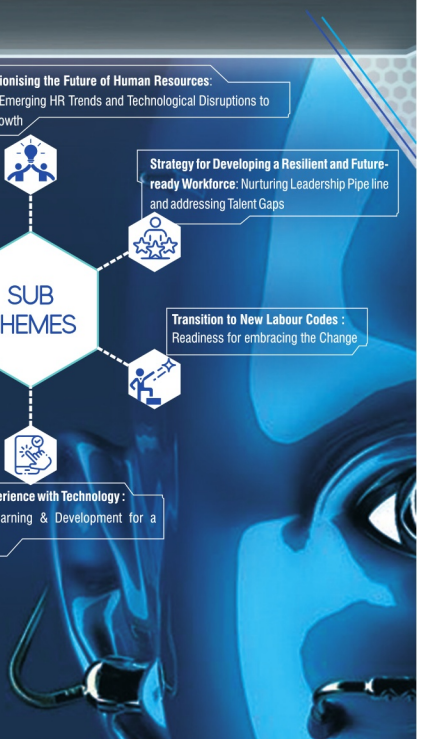 ionising the Future of Human Resources:
Emerging HR Trends and Technological Disruptions to
owth
Strategy for Developing a Resilient and Future-
ready Workforce: Nurturing Leadership Pipe line
and addressing Talent Gaps
SUB
HEMES
Transition to New Labour Codes :
Readiness for embracing the Change
erience with Technology :
arning & Development for a